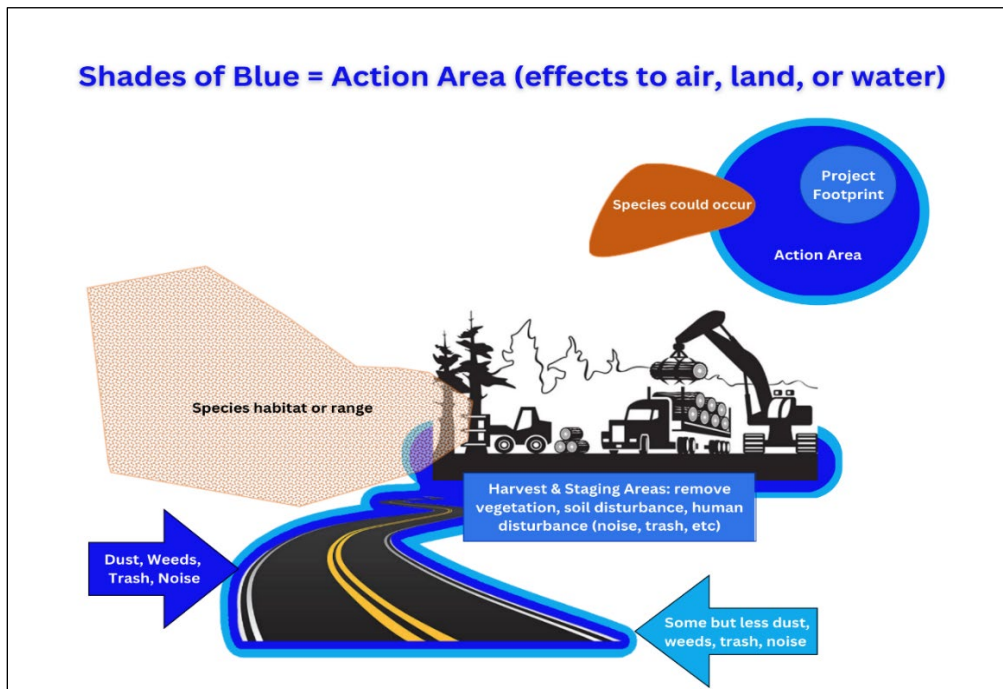 Shades of Blue = Action Area (effects to air, land, or water)
Project
Footprint
Species could occur
Action Area
Species habitat or range
Harvest & Staging Areas: remove
vegetation, soil disturbance, human
disturbance (noise, trash, etc)
Dust, Weeds,
Trash, Noise
Some but less dust,
weeds, trash, noise